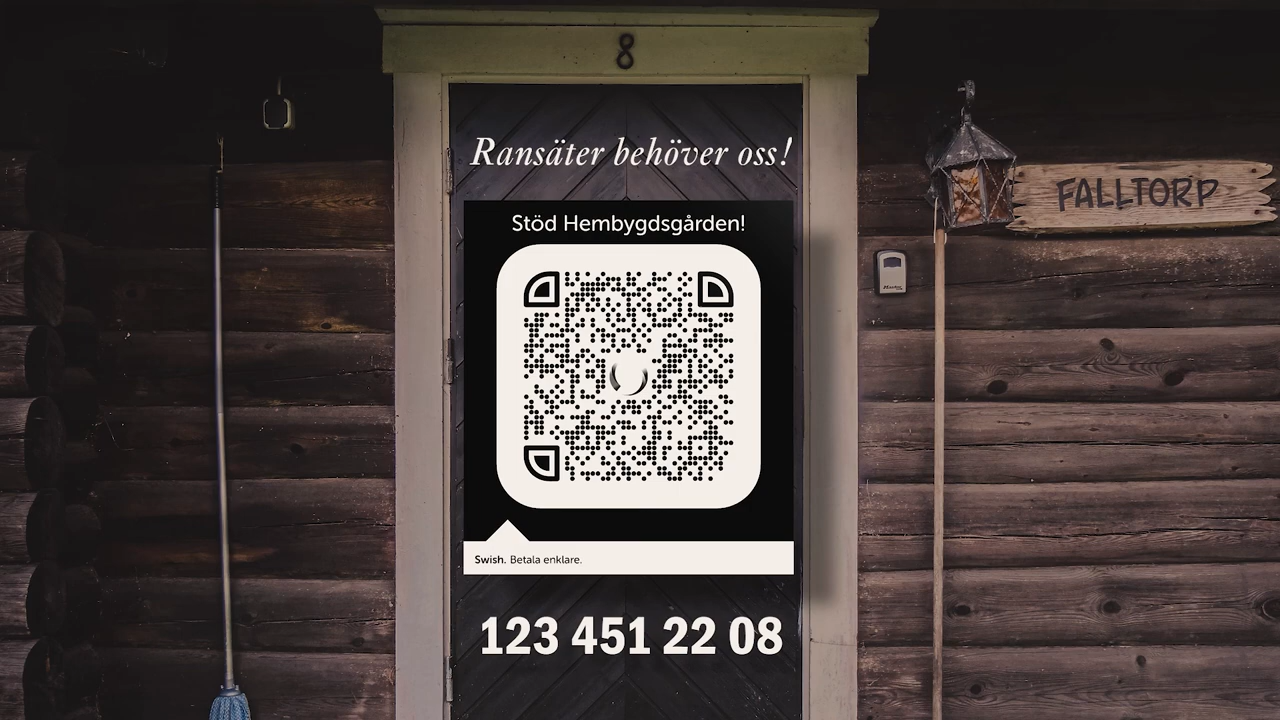 8
Ransäter behöver oss!
FALLTORP
Stöd Hembygdsgården!
Swish. Betala enklare.
123 451 22 08